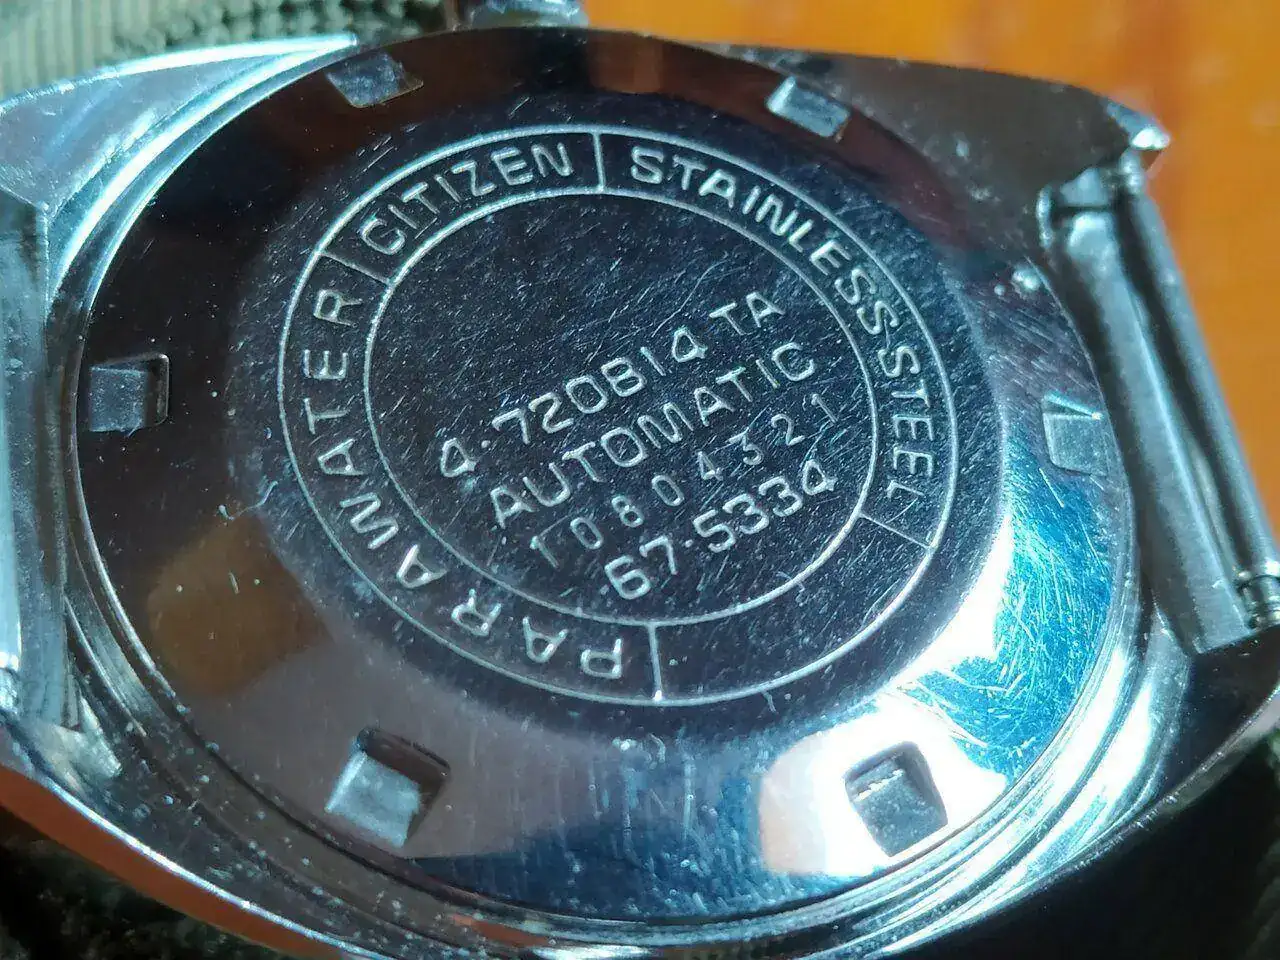 PARAWATER
CITIZEN
STAINLESS-STEEL
4-720814 TA
AUTOMATIC
10804321
67-5334